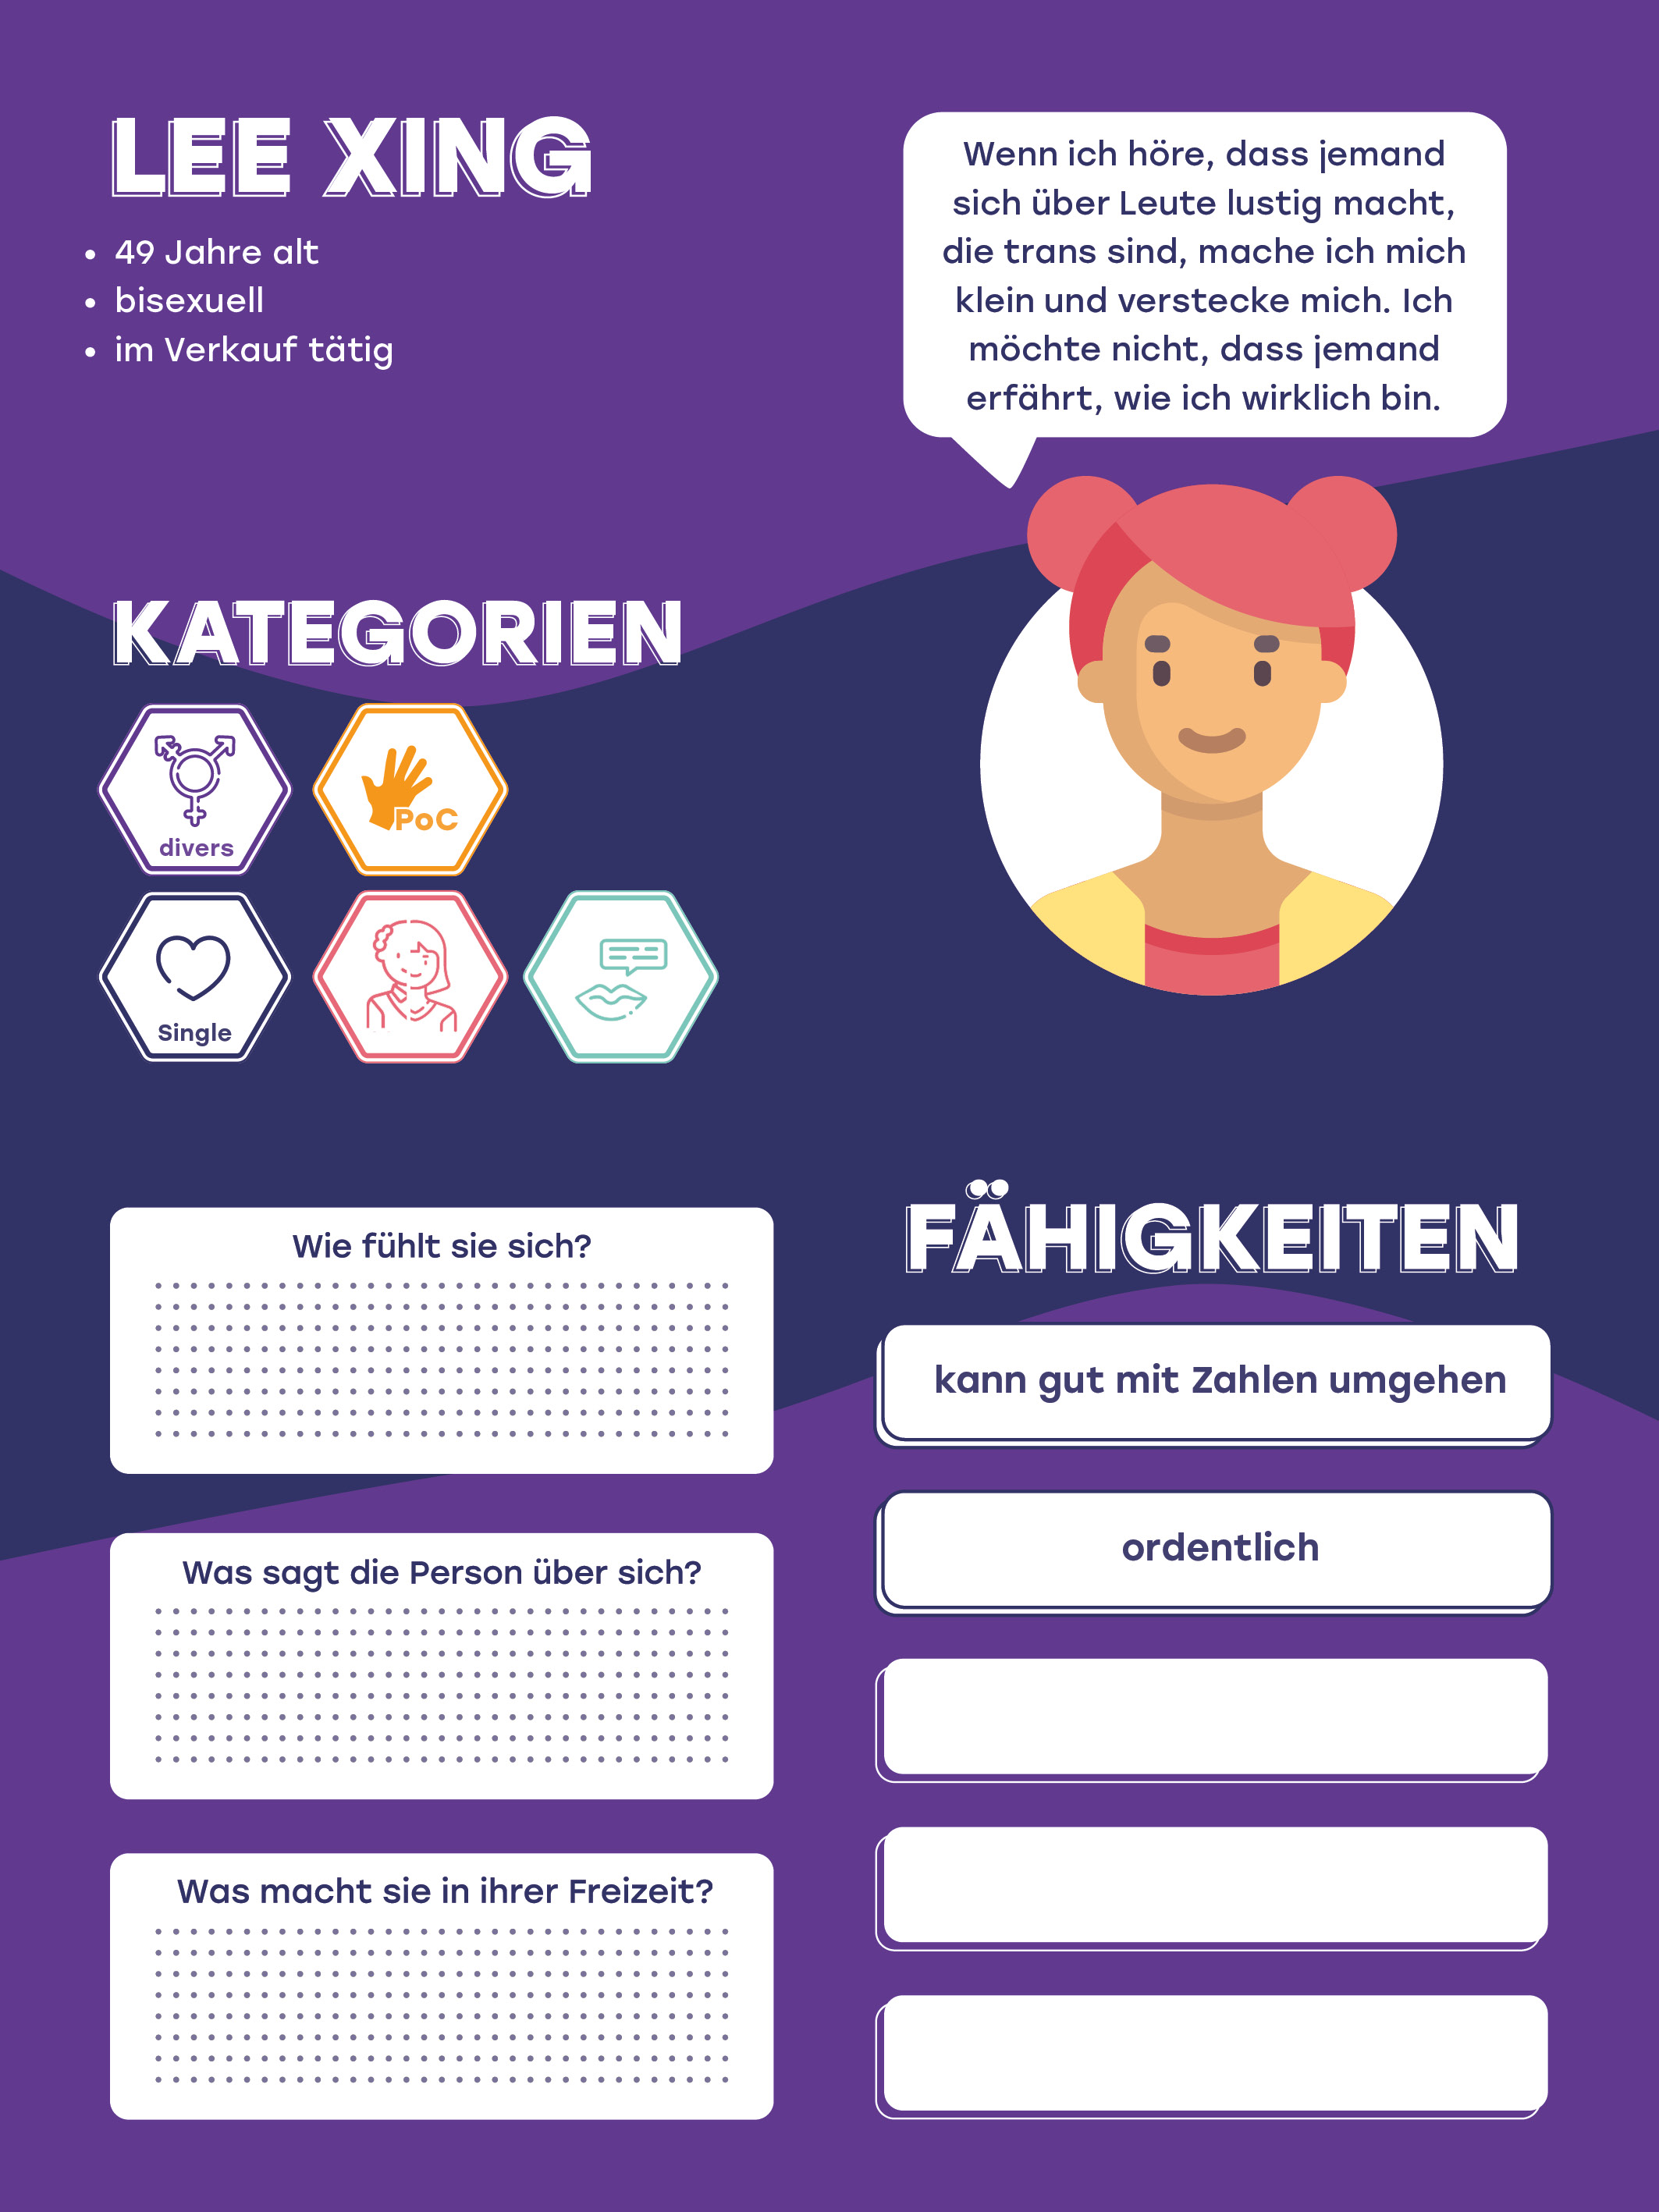 LEE XING
• 49 Jahre alt
• bisexuell
• im Verkauf tätig
Wenn ich höre, dass jemand
sich über Leute lustig macht,
die trans sind, mache ich mich
klein und verstecke mich. Ich
möchte nicht, dass jemand
erfährt, wie ich wirklich bin.
KATEGORIEN
divers
PoC
Single
Wie fühlt sie sich?
Was sagt die Person über sich?
Was macht sie in ihrer Freizeit?
FÄHIGKEITEN
kann gut mit Zahlen umgehen
ordentlich